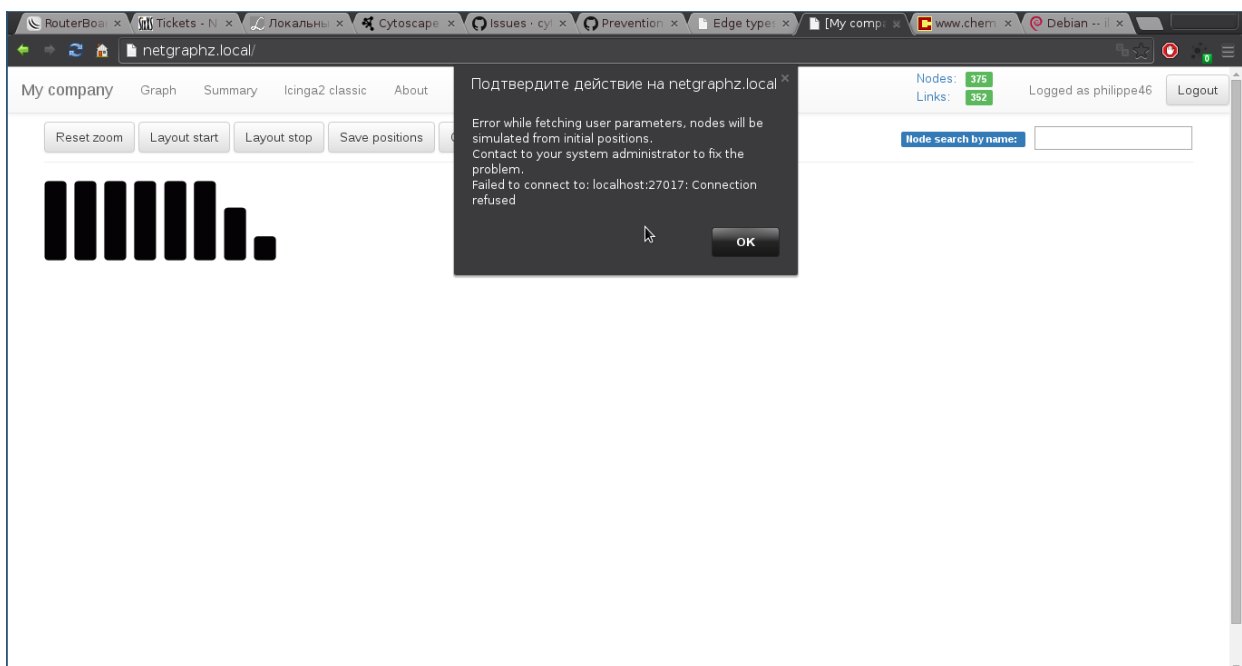 RouterBoa
Tickets - N
Локальны
Cytoscape
Issues · cyt
Prevention
Edge types
[My compa
www.chem
Debian -- il
netgraphz.local/
My company
Graph
Summary
Icinga2 classic
About
Nodes: 375
Links: 352
Logged as philippe46
Logout
Reset zoom
Layout start
Layout stop
Save positions
Node search by name:
Подтвердите действие на netgraphz.local
Error while fetching user parameters, nodes will be
simulated from initial positions.
Contact to your system administrator to fix the
problem.
Failed to connect to: localhost:27017: Connection
refused
OK
0